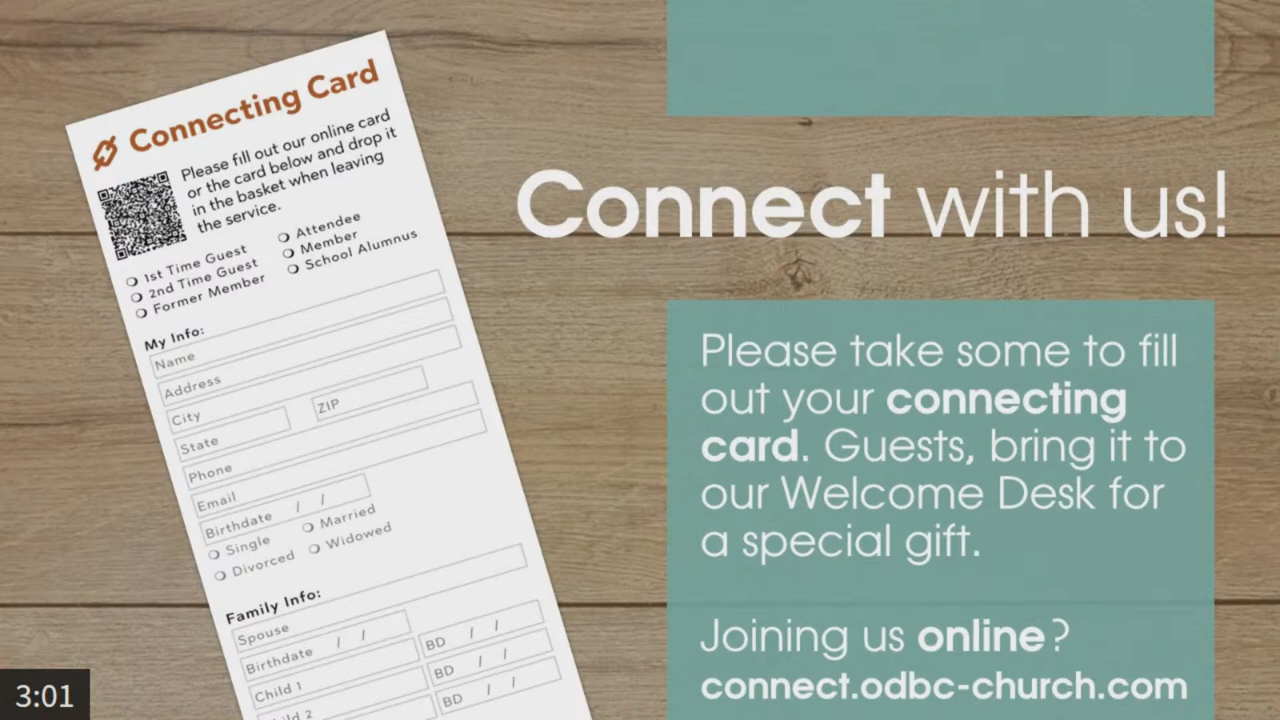 Connecting Card
Please fill out our online card
or the card below and drop it
in the basket when leaving
the service.
1st Time Guest
2nd Time Guest
Former Member
Attendee
Member
School Alumnus
My Info:
Name
Address
City
State
ZIP
Phone
Email
Birthdate / /
Single
Married
Divorced
Widowed
Family Info:
Spouse
Birthdate / /
Child 1
BD / /
Child 2
BD / /
BD / /
Connect with us!
Please take some to fill
out your connecting
card. Guests, bring it to
our Welcome Desk for
a special gift.
Joining us online?
connect.odbc-church.com
3:01